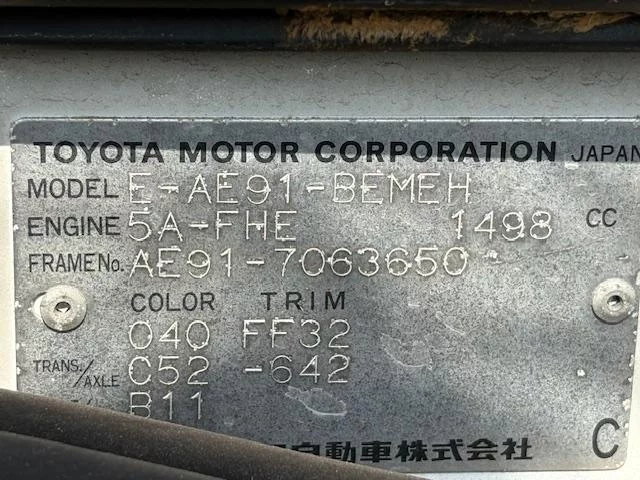 TOYOTA MOTOR CORPORATION JAPAN
MODEL E-AE91-BEMEH
ENGINE 5A-FHE 1498 CC
FRAME No. AE91-7063650
COLOR TRIM
040 FF32
TRANS./AXLE C52 -642
B11
自動車株式会社 C